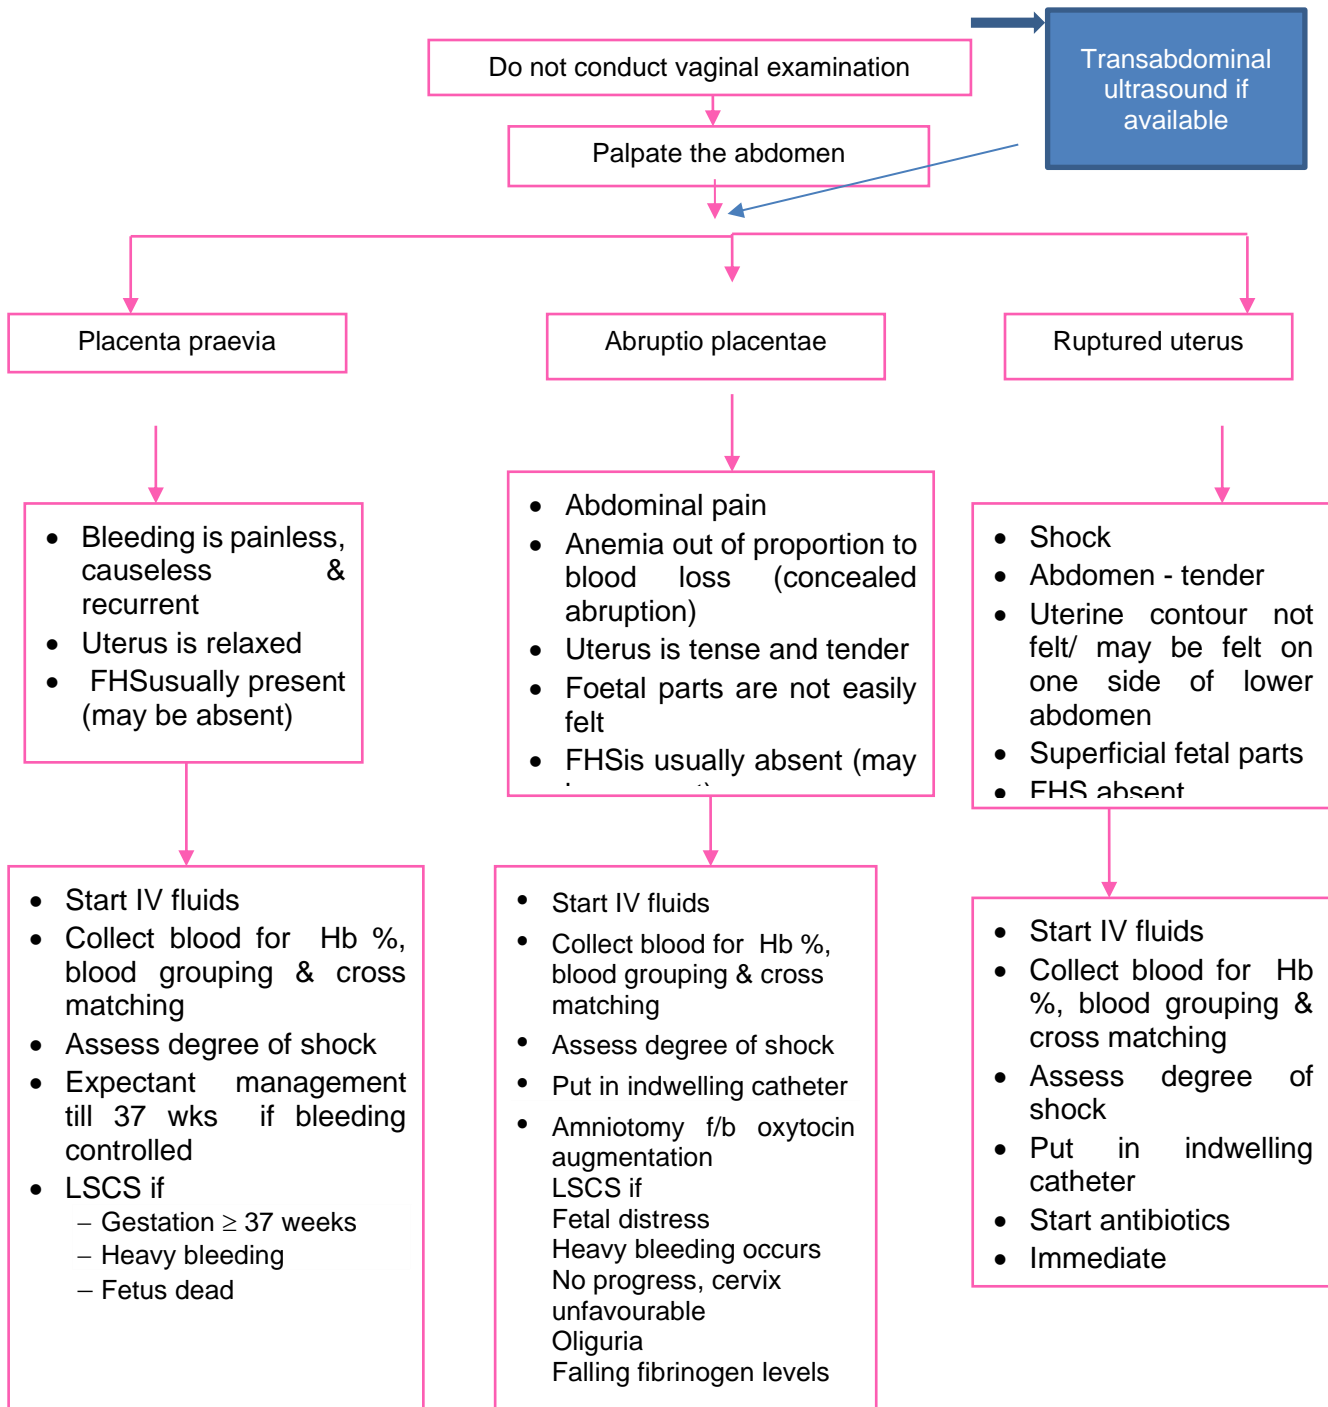 Do not conduct vaginal examination
Transabdominal
ultrasound if
available
Palpate the abdomen
Placenta praevia
Abruptio placentae
Ruptured uterus
• Bleeding is painless,
causeless &
recurrent
• Uterus is relaxed
• FHSusually present
(may be absent)
• Abdominal pain
• Anemia out of proportion to
blood loss (concealed
abruption)
• Uterus is tense and tender
• Foetal parts are not easily
felt
• FHSis usually absent (may
• Shock
• Abdomen - tender
• Uterine contour not
felt/ may be felt on
one side of lower
abdomen
• Superficial fetal parts
• FHS absent
• Start IV fluids
• Collect blood for Hb %,
blood grouping & cross
matching
• Assess degree of shock
• Expectant management
till 37 wks if bleeding
controlled
• LSCS if
– Gestation ≥ 37 weeks
– Heavy bleeding
– Fetus dead
• Start IV fluids
• Collect blood for Hb %,
blood grouping & cross
matching
• Assess degree of shock
• Put in indwelling catheter
• Amniotomy f/b oxytocin
augmentation
LSCS if
Fetal distress
Heavy bleeding occurs
No progress, cervix
unfavourable
Oliguria
Falling fibrinogen levels
• Start IV fluids
• Collect blood for Hb
%, blood grouping &
cross matching
• Assess degree of
shock
• Put in indwelling
catheter
• Start antibiotics
• Immediate